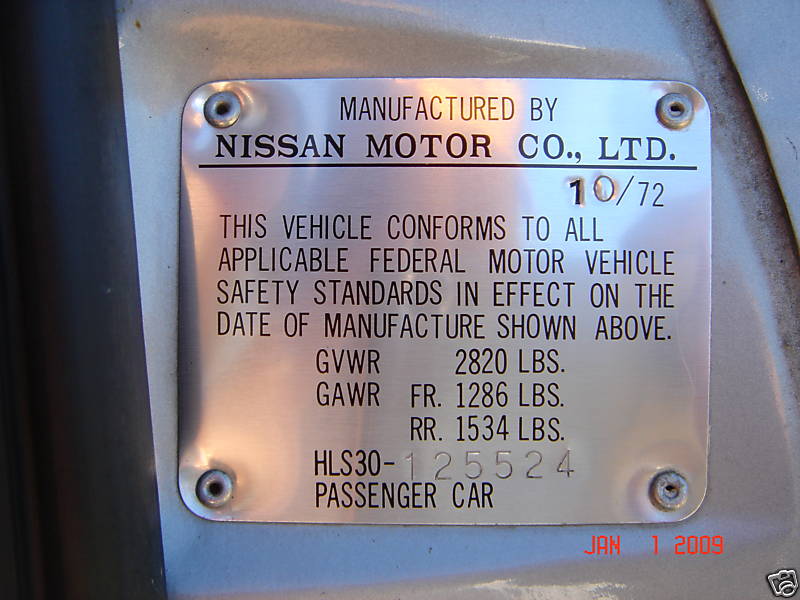 MANUFACTURED BY
NISSAN MOTOR CO., LTD.
10/72
THIS VEHICLE CONFORMS TO ALL
APPLICABLE FEDERAL MOTOR VEHICLE
SAFETY STANDARDS IN EFFECT ON THE
DATE OF MANUFACTURE SHOWN ABOVE.
GVWR 2820 LBS.
GAWR FR. 1286 LBS.
RR. 1534 LBS.
HLS30-125524
PASSENGER CAR
JAN 1 2009